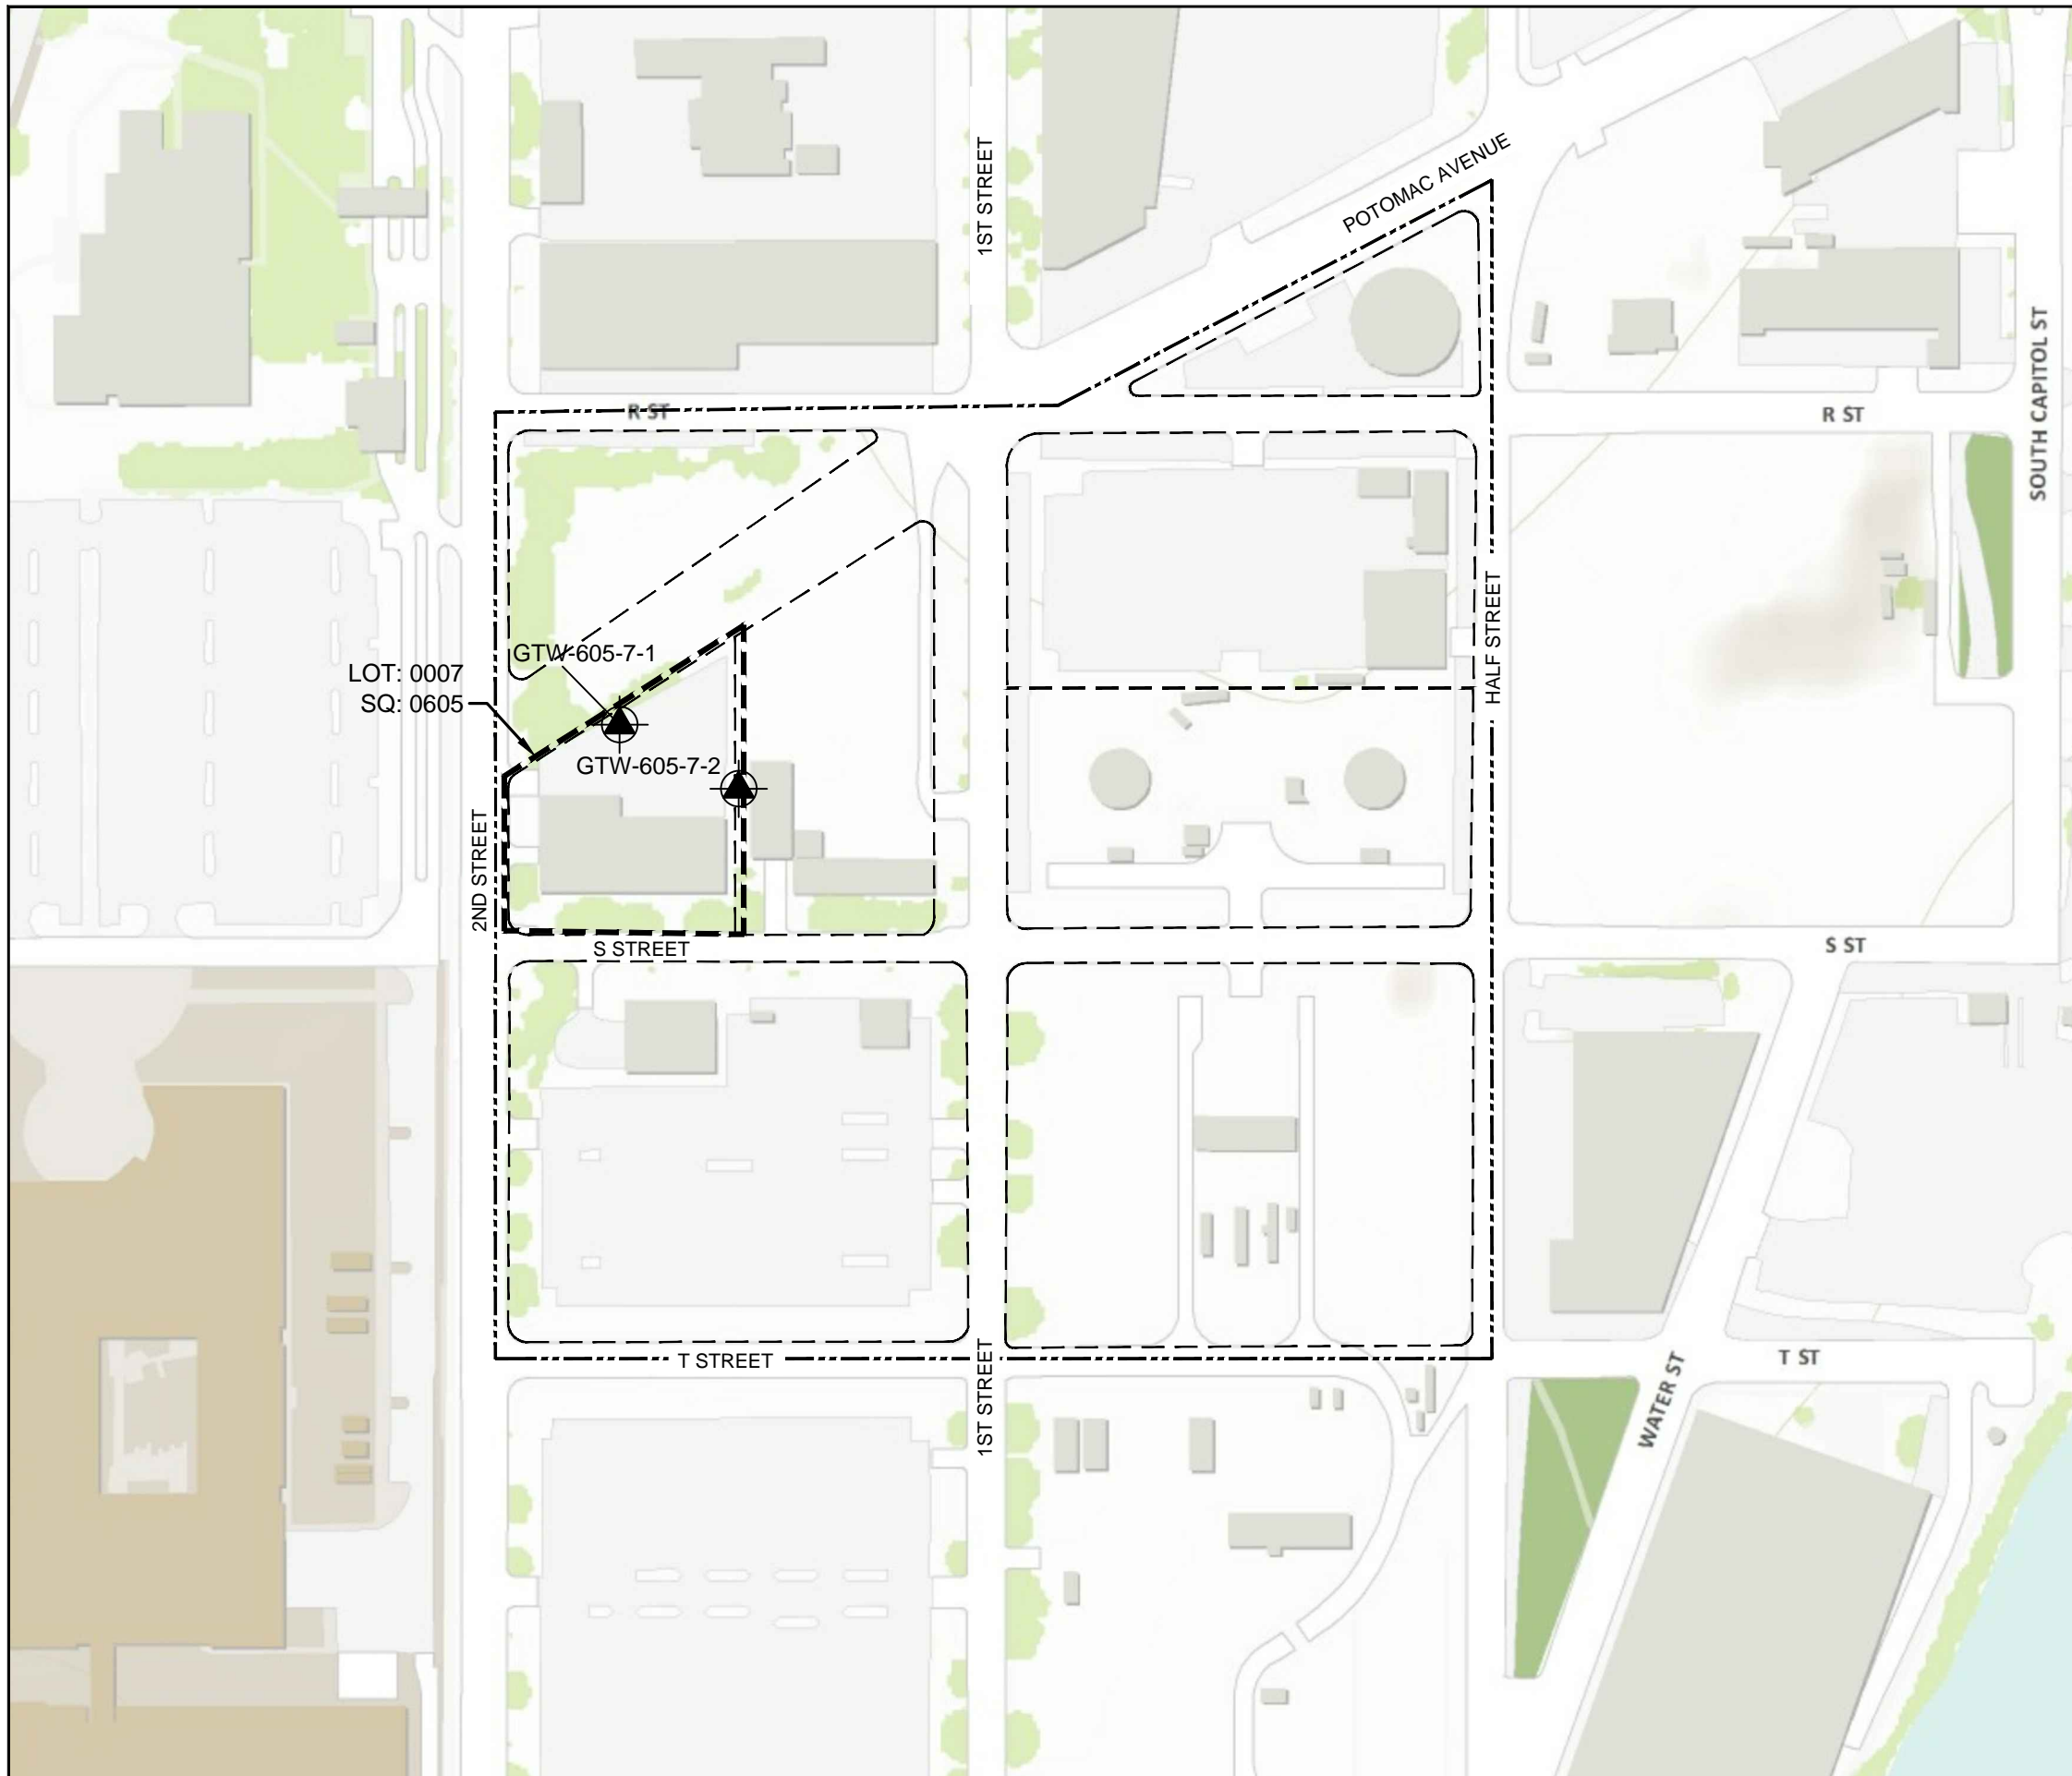 1ST STREET
POTOMAC AVENUE
SOUTH CAPITOL ST
R ST
R ST
HALF STREET
GTW-605-7-1
LOT: 0007
SQ: 0605
GTW-605-7-2
2ND STREET
S STREET
S ST
T STREET
T ST
1ST STREET
WATER ST